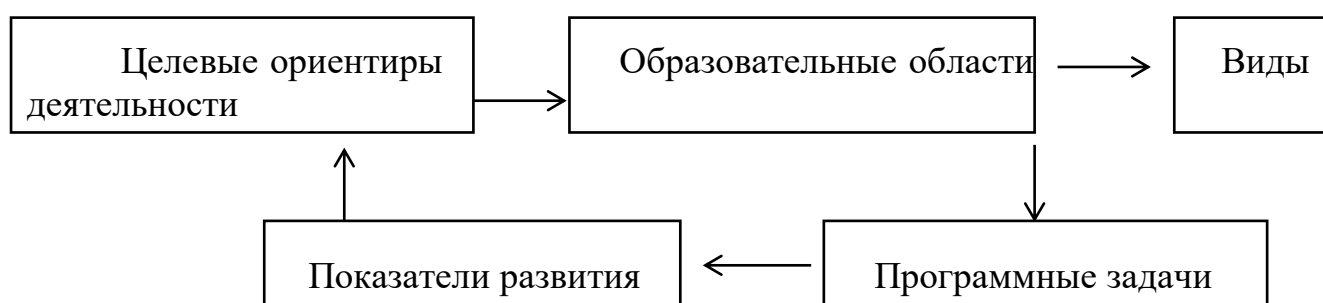 Целевые ориентиры
деятельности
Образовательные области
Виды
Показатели развития
Программные задачи